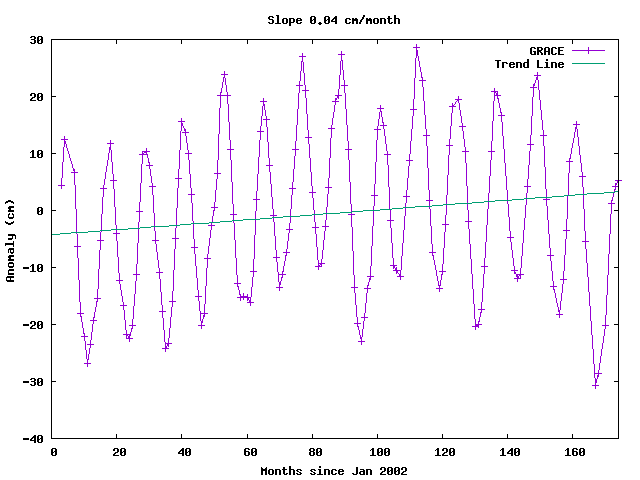 Slope 0.04 cm/month
GRACE
Trend Line
30
20
10
0
-10
-20
-30
-40
Anomaly (cm)
0 20 40 60 80 100 120 140 160
Months since Jan 2002